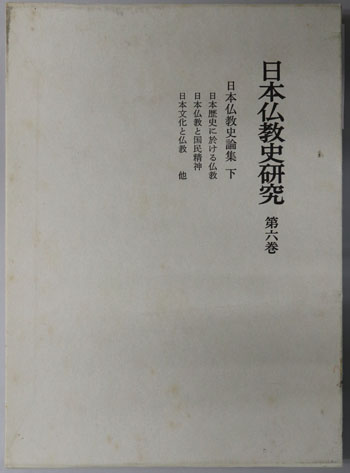 日本仏教史研究 第六巻
日本仏教史論集 下
日本歴史に於ける仏教
日本仏教と国民精神
日本文化と仏教 他